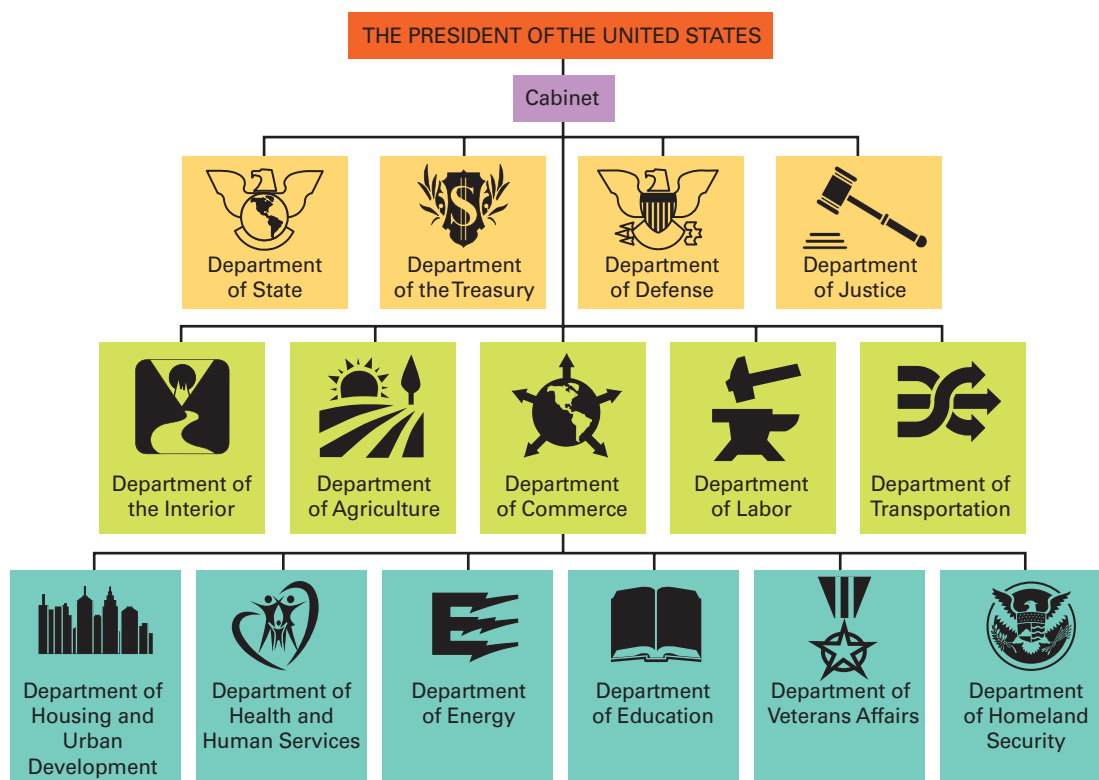 THE PRESIDENT OF THE UNITED STATES
Cabinet
Department
of State
Department
of the Treasury
Department
of Defense
Department
of Justice
Department of
the Interior
Department
of Agriculture
Department
of Commerce
Department
of Labor
Department of
Transportation
Department of
Housing and
Urban
Development
Department of
Health and
Human Services
Department
of Energy
Department
of Education
Department of
Veterans Affairs
Department
of Homeland
Security